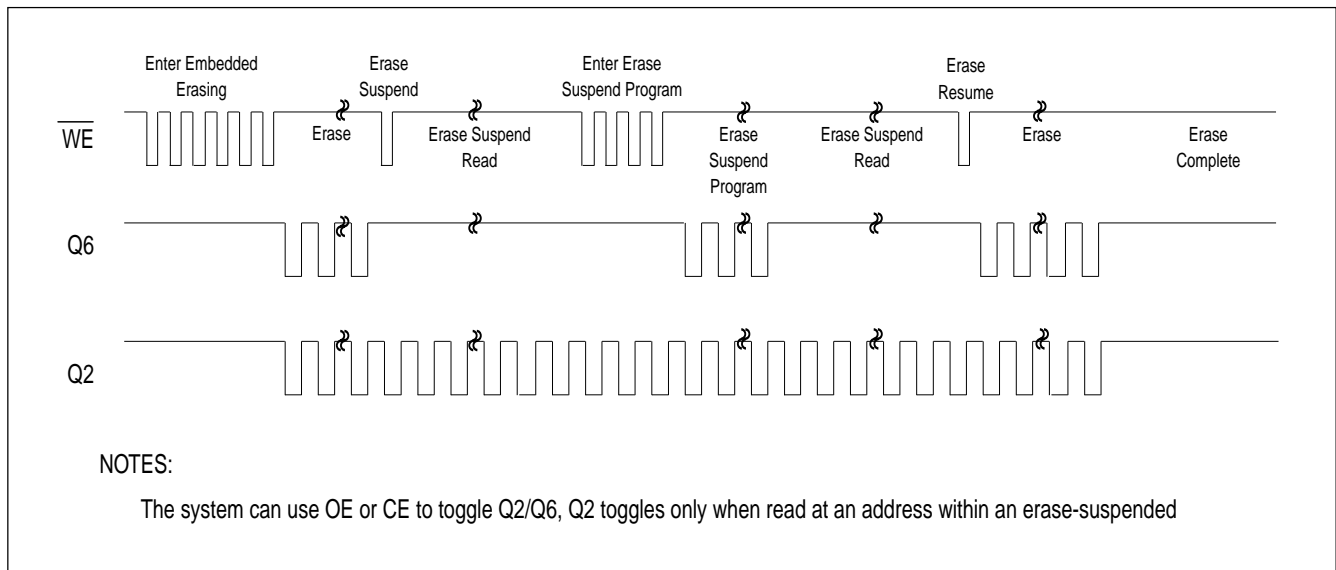 Enter Embedded
Erasing
Erase
Suspend
Enter Erase
Suspend Program
Erase
Resume
WE
Erase
Erase Suspend
Read
Erase
Suspend
Program
Erase Suspend
Read
Erase
Erase
Complete
Q6
Q2
NOTES:
The system can use OE or CE to toggle Q2/Q6, Q2 toggles only when read at an address within an erase-suspended